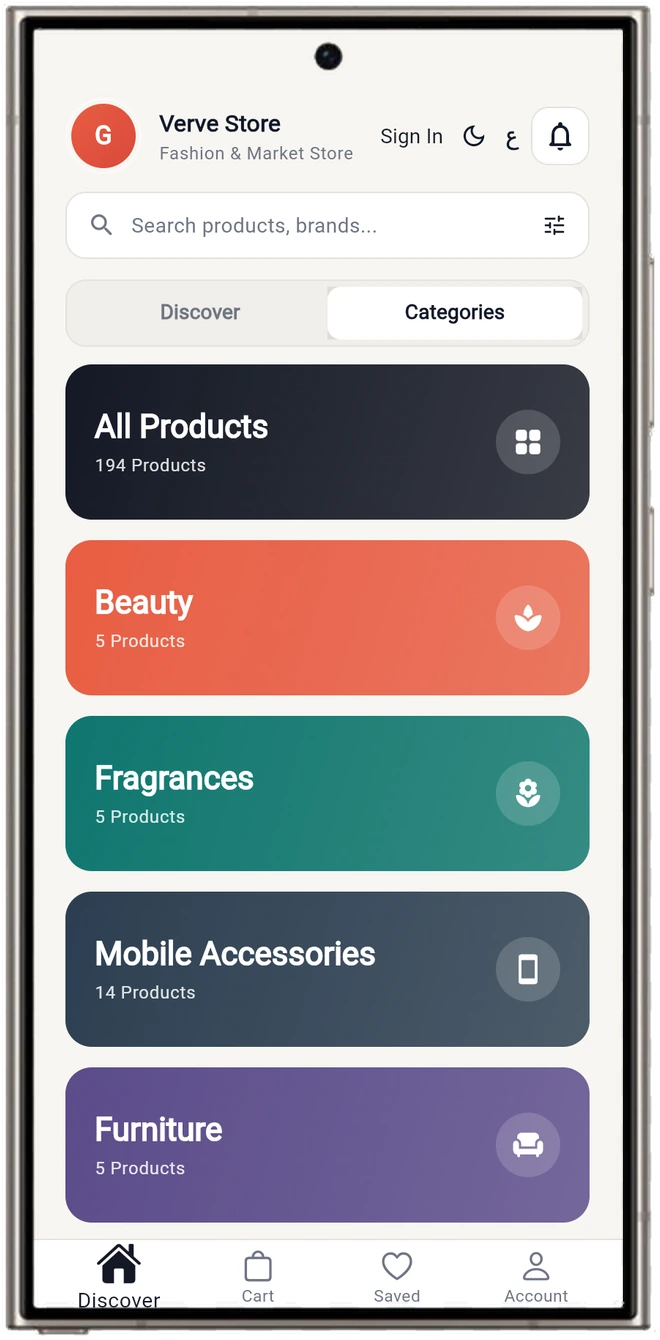 G
Verve Store
Fashion & Market Store
Sign In
ع
Search products, brands...
Discover
Categories
All Products
194 Products
Beauty
5 Products
Fragrances
5 Products
Mobile Accessories
14 Products
Furniture
5 Products
Discover
Cart
Saved
Account